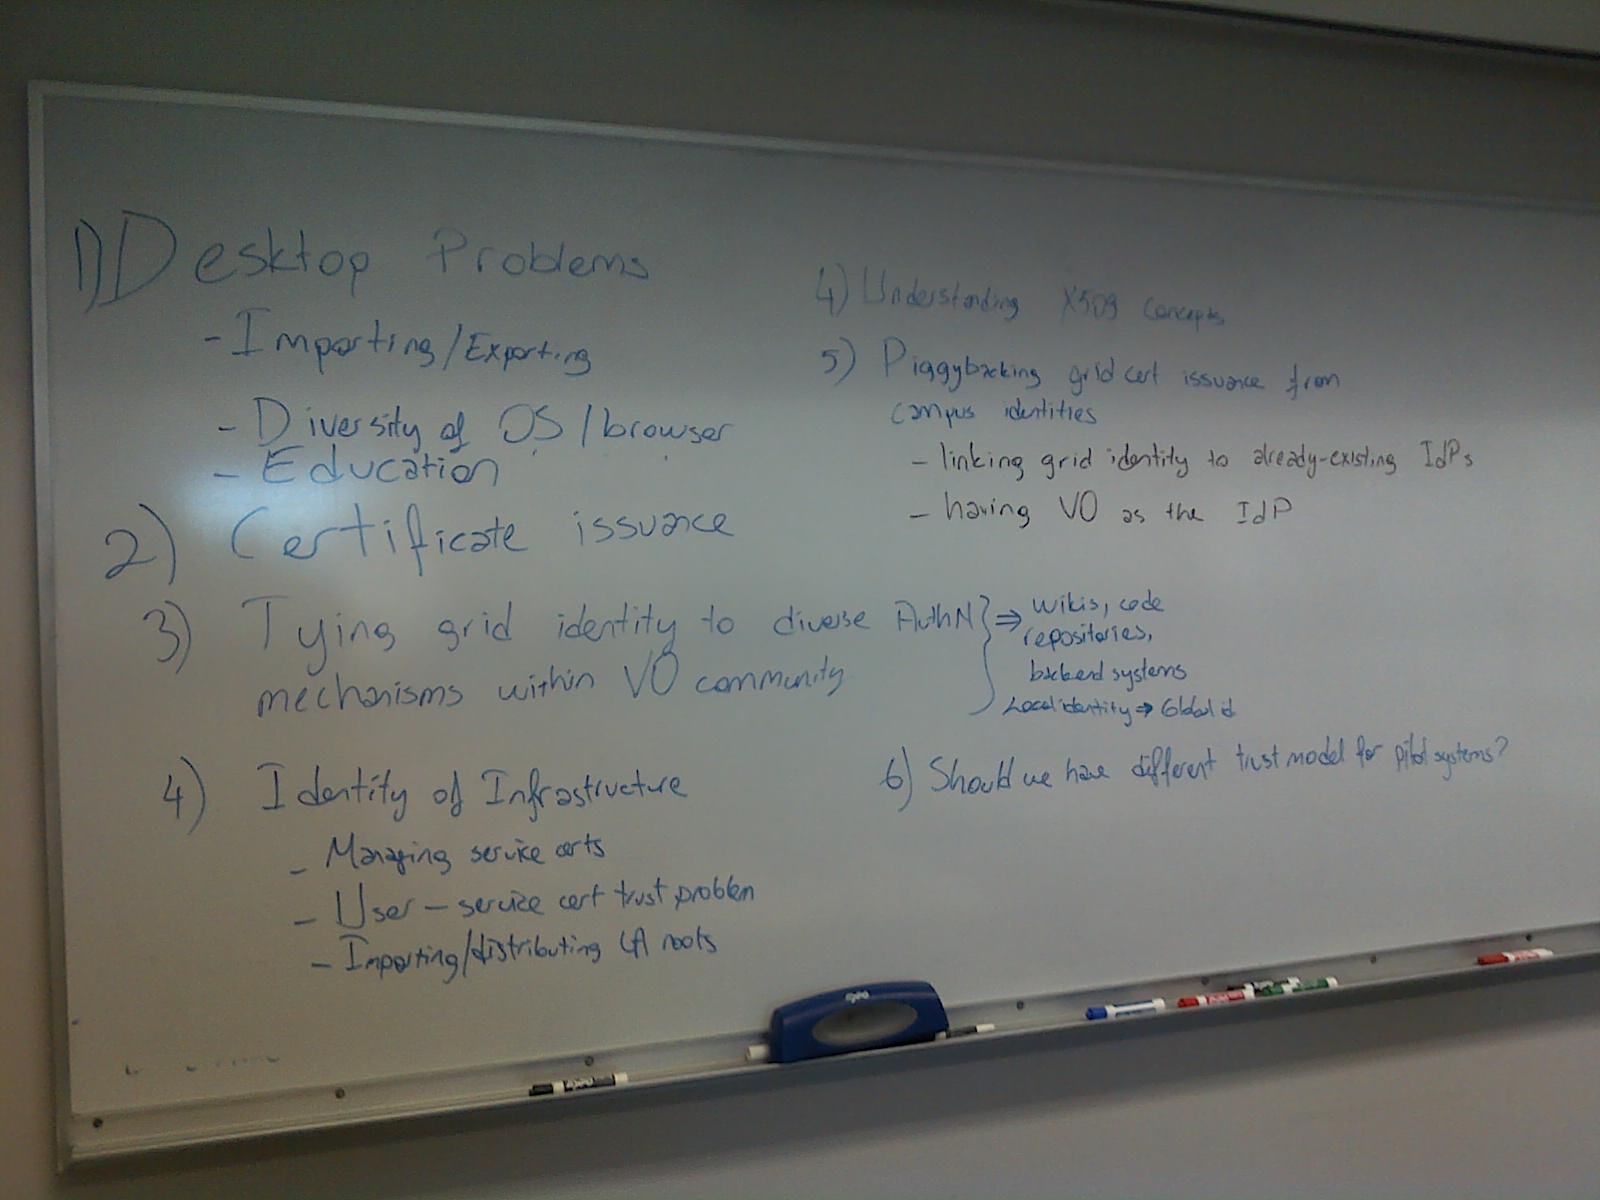 1) Desktop Problems
- Importing/Exporting
- Diversity of OS/browser
- Education
2) Certificate issuance
3) Tying grid identity to diverse AuthN } ⇒ wikis, code
repositories,
mechanisms within VO community
backend systems
Local identity ⇒ Global id
4) Identity of Infrastructure
- Managing service certs
- User - service cert trust problem
- Importing/distributing CA roots
4) Understanding X509 concepts
5) Piggybacking grid cert issuance from
campus identities
- linking grid identity to already-existing IdPs
- having VO as the IdP
6) Should we have different trust model for pilot systems?
expo